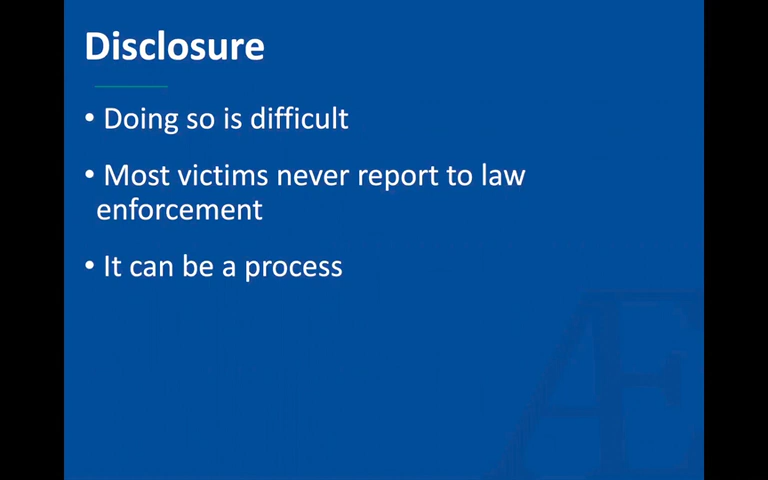 Disclosure
• Doing so is difficult
• Most victims never report to law
enforcement
• It can be a process
Æ